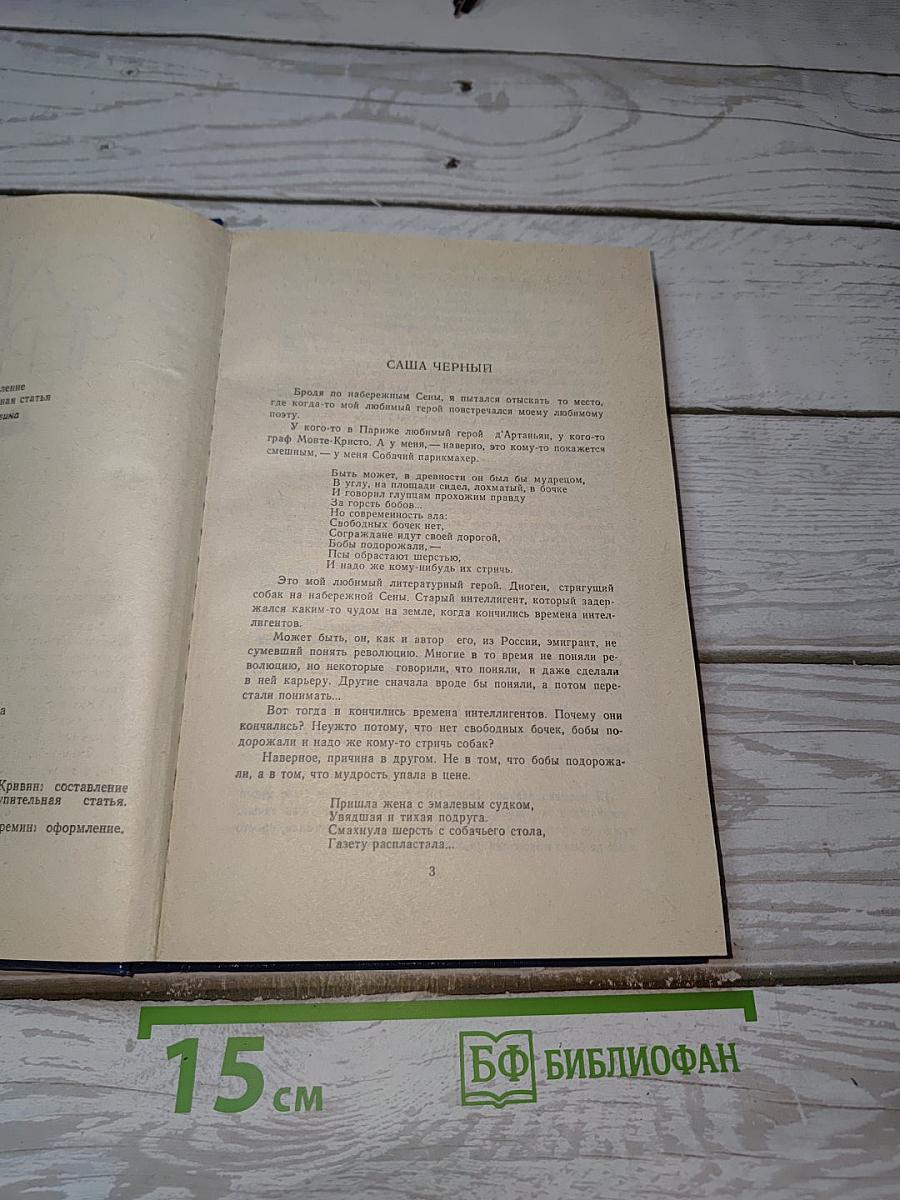 ление
ная статья
зина
а
Кривин: составление
упительная статья.
ремин: оформление.
САША ЧЕРНЫЙ
Бродя по набережным Сены, я пытался отыскать то место,
где когда-то мой любимый герой повстречался моему любимому
поэту.
У кого-то в Париже любимый герой д'Артаньян, у кого-то
граф Монте-Кристо. А у меня, — наверно, это кому-то покажется
смешным, — у меня Собачий парикмахер.
Быть может, в древности он был бы мудрецом,
В углу, на площади сидел, лохматый, в бочке
И говорил глупцам прохожим правду
За горсть бобов...
Но современность зла:
Свободных бочек нет,
Сограждане идут своей дорогой,
Бобы подорожали, —
Псы обрастают шерстью,
И надо же кому-нибудь их стричь.
Это мой любимый литературный герой. Диоген, стригущий
собак на набережной Сены. Старый интеллигент, который задер-
жался каким-то чудом на земле, когда кончились времена интел-
лигентов.
Может быть, он, как и автор его, из России, эмигрант, не
сумевший понять революцию. Многие в то время не поняли ре-
волюцию, но некоторые говорили, что поняли, и даже сделали
в ней карьеру. Другие сначала вроде бы поняли, а потом пере-
стали понимать...
Вот тогда и кончились времена интеллигентов. Почему они
кончились? Неужто потому, что нет свободных бочек, бобы по-
дорожали и надо же кому-то стричь собак?
Наверное, причина в другом. Не в том, что бобы подорожа-
ли, а в том, что мудрость упала в цене.
Пришла жена с эмалевым судком,
Увядшая и тихая подруга.
Смахнула шерсть с собачьего стола,
Газету распластала...
3
15 см
БФ БИБЛИОФАН